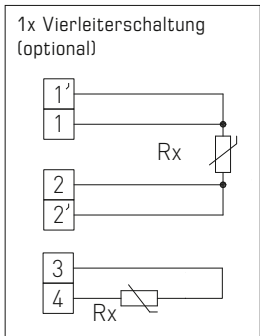 1x Vierleiterschaltung
(optional)
1′
1
Rx
2
2′
3
4
Rx